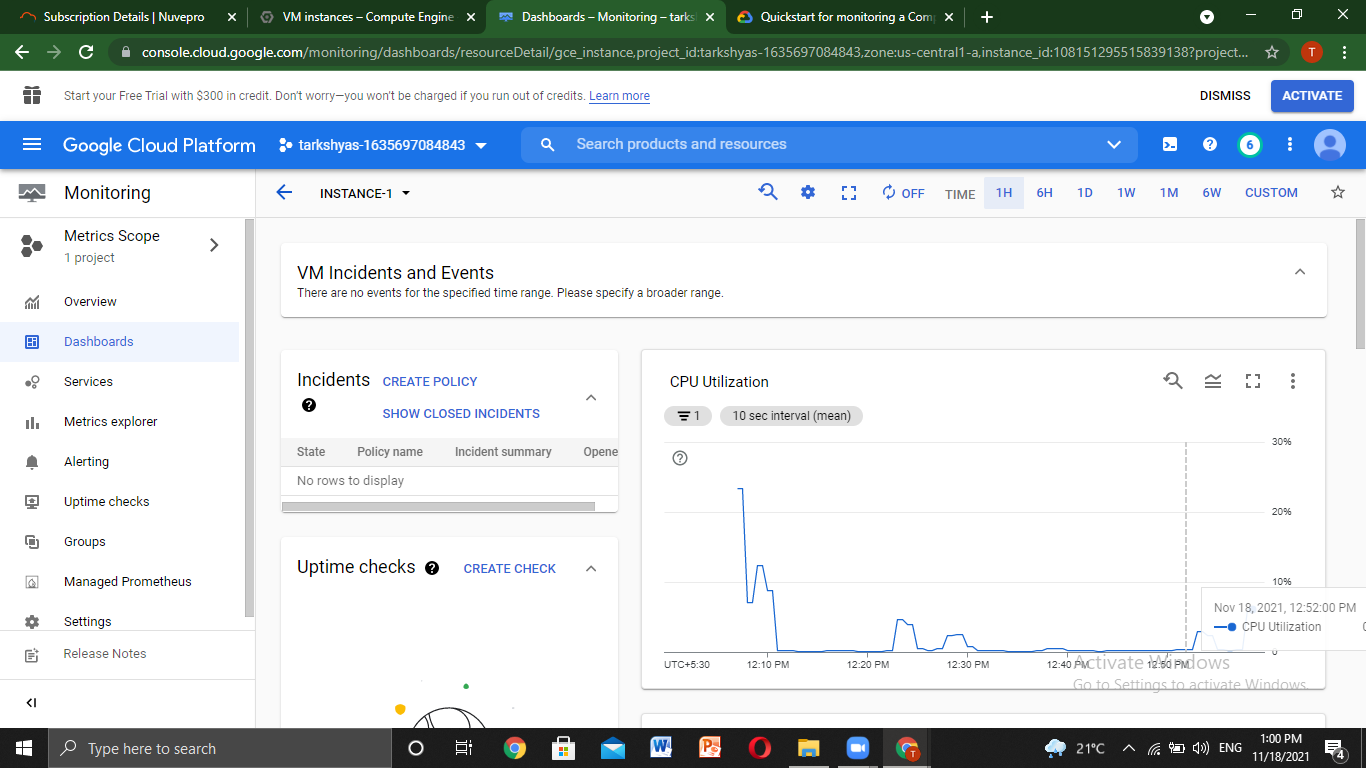 Subscription Details | Nuvepro
VM instances – Compute Engine
Dashboards – Monitoring – tarks
Quickstart for monitoring a Com
console.cloud.google.com/monitoring/dashboards/resourceDetail/gce_instance,project_id:tarkshyas-1635697084843,zone:us-central1-a,instance_id:108151295515839138?project...
T
Start your Free Trial with $300 in credit. Don't worry—you won't be charged if you run out of credits. Learn more
DISMISS
ACTIVATE
Google Cloud Platform
tarkshyas-1635697084843
Search products and resources
6
Monitoring
INSTANCE-1
OFF
TIME
1H
6H
1D
1W
1M
6W
CUSTOM
Metrics Scope
1 project
Overview
Dashboards
Services
Metrics explorer
Alerting
Uptime checks
Groups
Managed Prometheus
Settings
Release Notes
VM Incidents and Events
There are no events for the specified time range. Please specify a broader range.
Incidents
CREATE POLICY
SHOW CLOSED INCIDENTS
State
Policy name
Incident summary
Opene
No rows to display
Uptime checks
CREATE CHECK
CPU Utilization
1
10 sec interval (mean)
30%
20%
10%
0
Nov 18, 2021, 12:52:00 PM
CPU Utilization
UTC+5:30
12:10 PM
12:20 PM
12:30 PM
12:40 PM
12:50 PM
Activate Windows
Go to Settings to activate Windows.
Type here to search
21°C
ENG
1:00 PM
11/18/2021
4